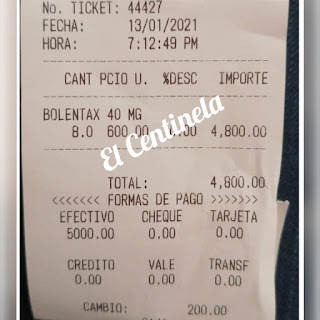 No. TICKET: 44427
FECHA: 13/01/2021
HORA: 7:12:49 PM
CANT PCIO U. %DESC IMPORTE
BOLENTAX 40 MG
8.0 600.00 4,800.00
El Centinela
TOTAL: 4,800.00
<<<<<<< FORMAS DE PAGO >>>>>>>
EFECTIVO CHEQUE TARJETA
5000.00 0.00 0.00
CREDITO VALE TRANSF
0.00 0.00 0.00
CAMBIO: 200.00